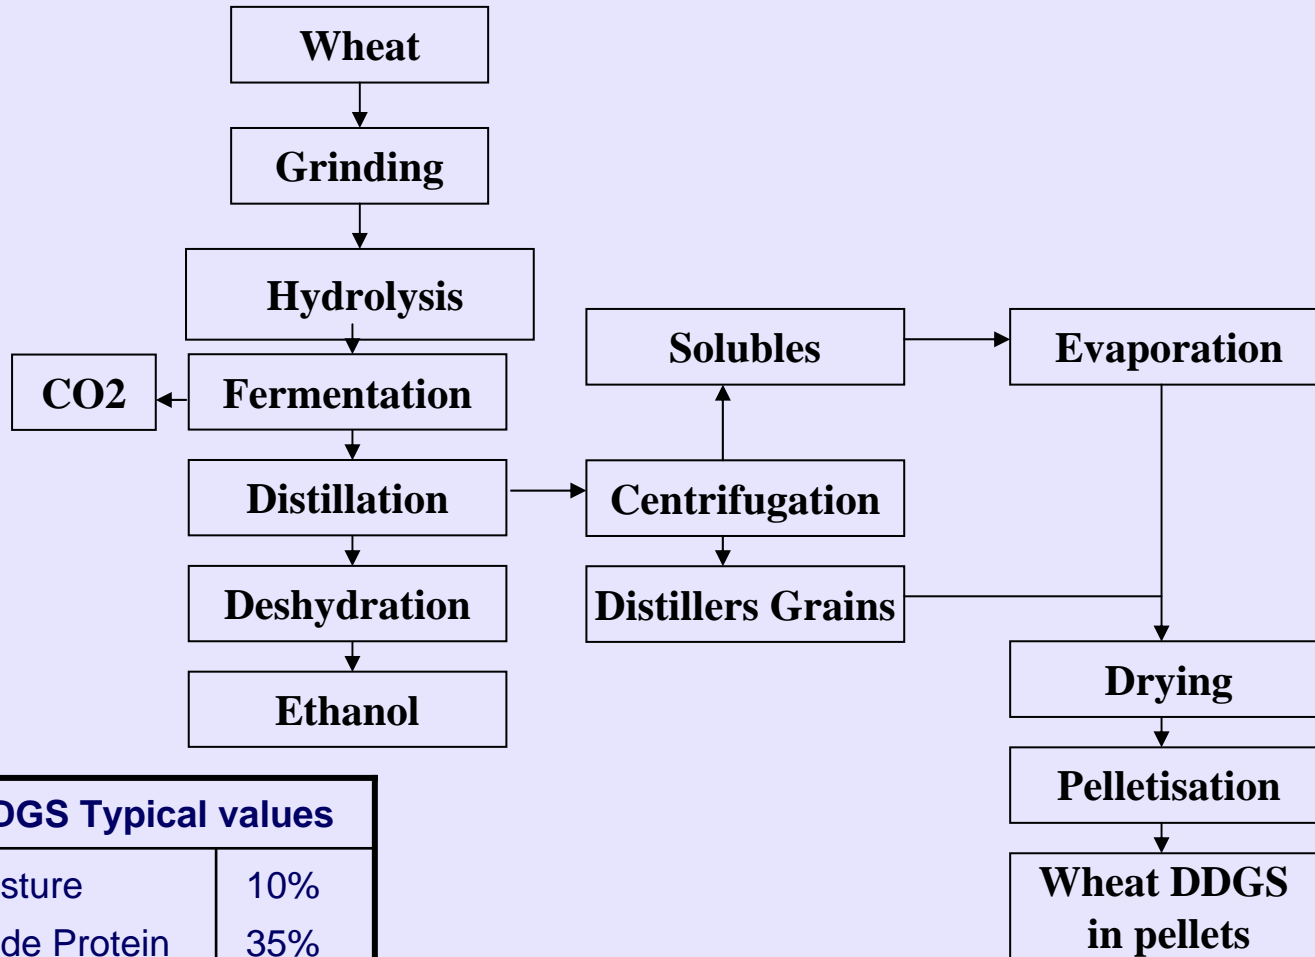 Wheat
Grinding
Hydrolysis
Solubles
Evaporation
CO2
Fermentation
Distillation
Centrifugation
Deshydration
Distillers Grains
Drying
Ethanol
Pelletisation
Wheat DDGS
in pellets
DGS Typical values
sture 10%
de Protein 35%